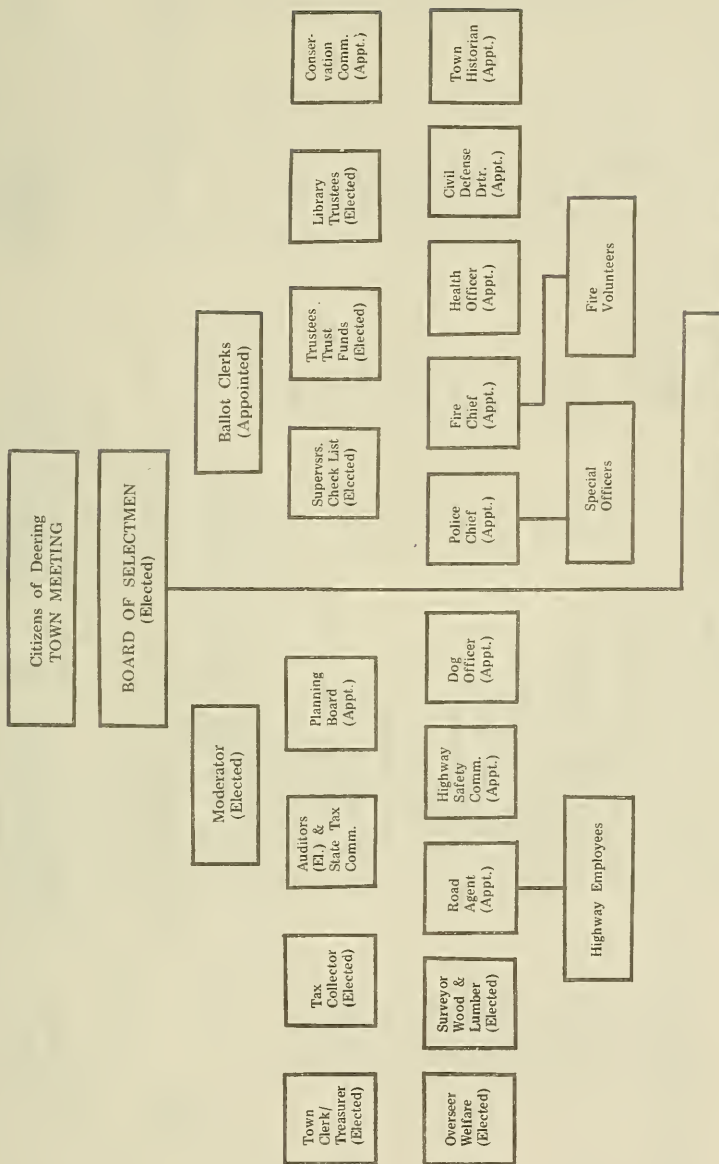 Citizens of Deering
TOWN MEETING
BOARD OF SELECTMEN
(Elected)
Moderator
(Elected)
Ballot Clerks
(Appointed)
Town
Clerk/
Treasurer
(Elected)
Tax
Collector
(Elected)
Auditors
(El.) &
State Tax
Comm.
Planning
Board
(Appt.)
Supervsrs.
Check List
(Elected)
Trustees .
Trust
Funds
(Elected)
Library
Trustees
(Elected)
Conser-
vation
Comm.
(Appt.)
Overseer
Welfare
(Elected)
Surveyor
Wood &
Lumber
(Elected)
Road
Agent
(Appt.)
Highway
Safety
Comm.
(Appt.)
Dog
Officer
(Appt.)
Police
Chief
(Appt.)
Fire
Chief
(Appt.)
Health
Officer
(Appt.)
Civil
Defense
Drtr.
(Appt.)
Town
Historian
(Appt.)
Highway Employees
Special
Officers
Fire
Volunteers